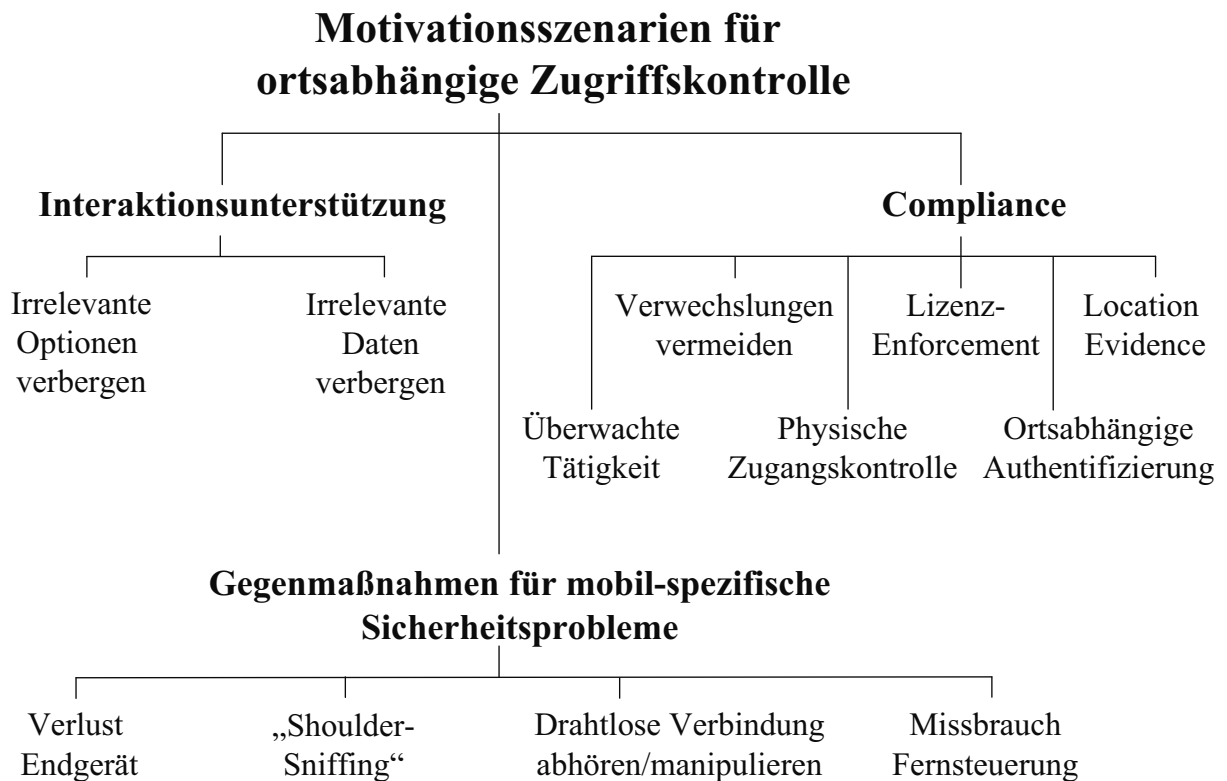 Motivationsszenarien für
ortsabhängige Zugriffskontrolle
Interaktionsunterstützung
Compliance
Irrelevante
Optionen
verbergen
Irrelevante
Daten
verbergen
Verwechslungen
vermeiden
Lizenz-
Enforcement
Location
Evidence
Überwachte
Tätigkeit
Physische
Zugangskontrolle
Ortsabhängige
Authentifizierung
Gegenmaßnahmen für mobil-spezifische
Sicherheitsprobleme
Verlust
Endgerät
„Shoulder-
Sniffing“
Drahtlose Verbindung
abhören/manipulieren
Missbrauch
Fernsteuerung